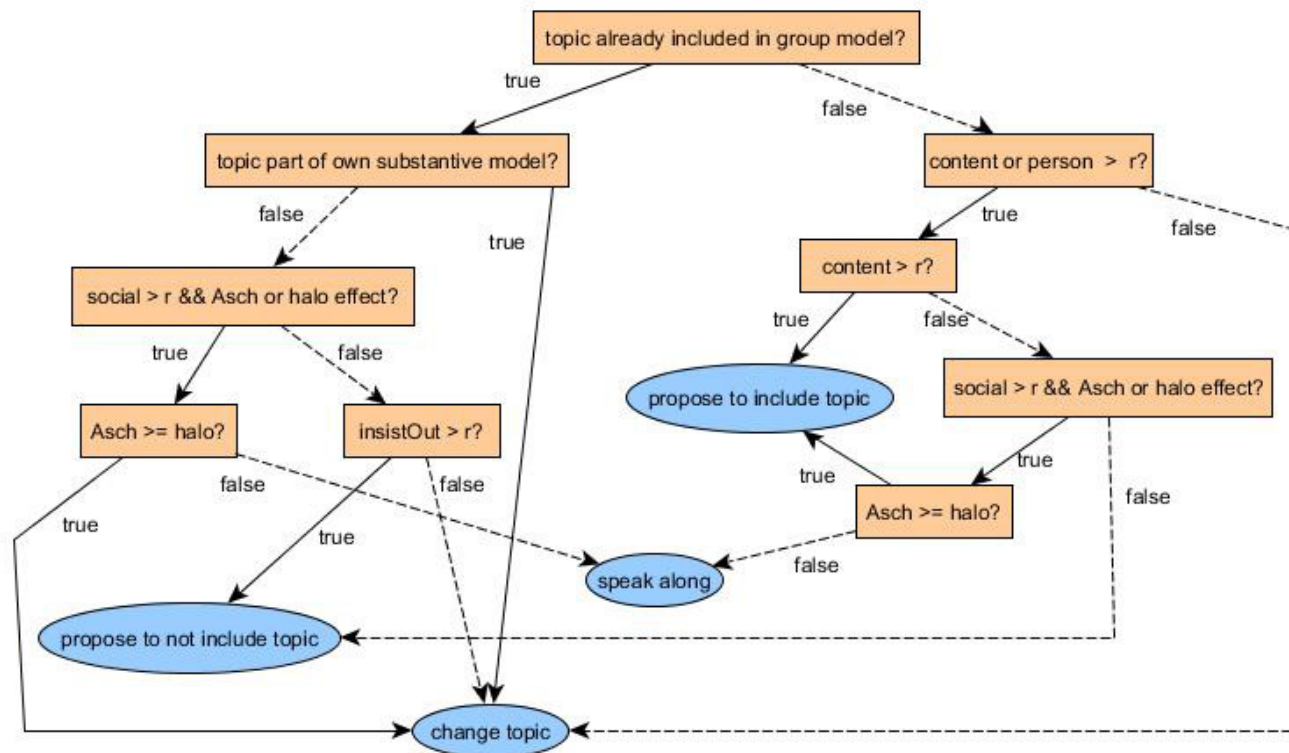 topic already included in group model?
true
false
topic part of own substantive model?
content or person > r?
false
true
true
false
content > r?
social > r && Asch or halo effect?
true
false
true
false
propose to include topic
social > r && Asch or halo effect?
Asch >= halo?
insistOut > r?
true
true
false
false
false
Asch >= halo?
true
true
false
speak along
propose to not include topic
change topic